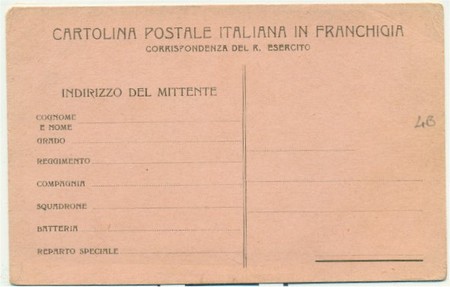 CARTOLINA POSTALE ITALIANA IN FRANCHIGIA
CORRISPONDENZA DEL R. ESERCITO
INDIRIZZO DEL MITTENTE
COGNOME
E NOME
GRADO
REGGIMENTO
COMPAGNIA
SQUADRONE
BATTERIA
REPARTO SPECIALE
4B